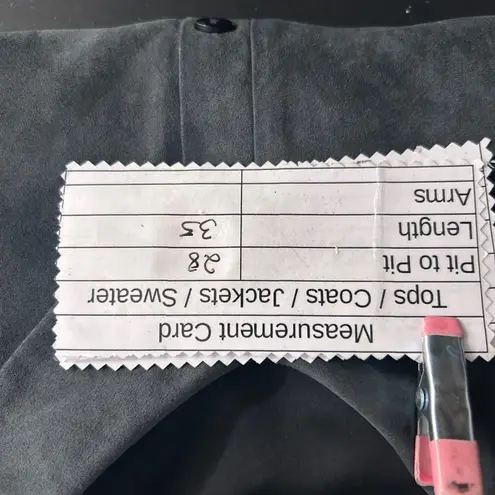 Measurement Card
Tops / Coats / Jackets / Sweater
Pit to Pit 28
Length 35
Arms